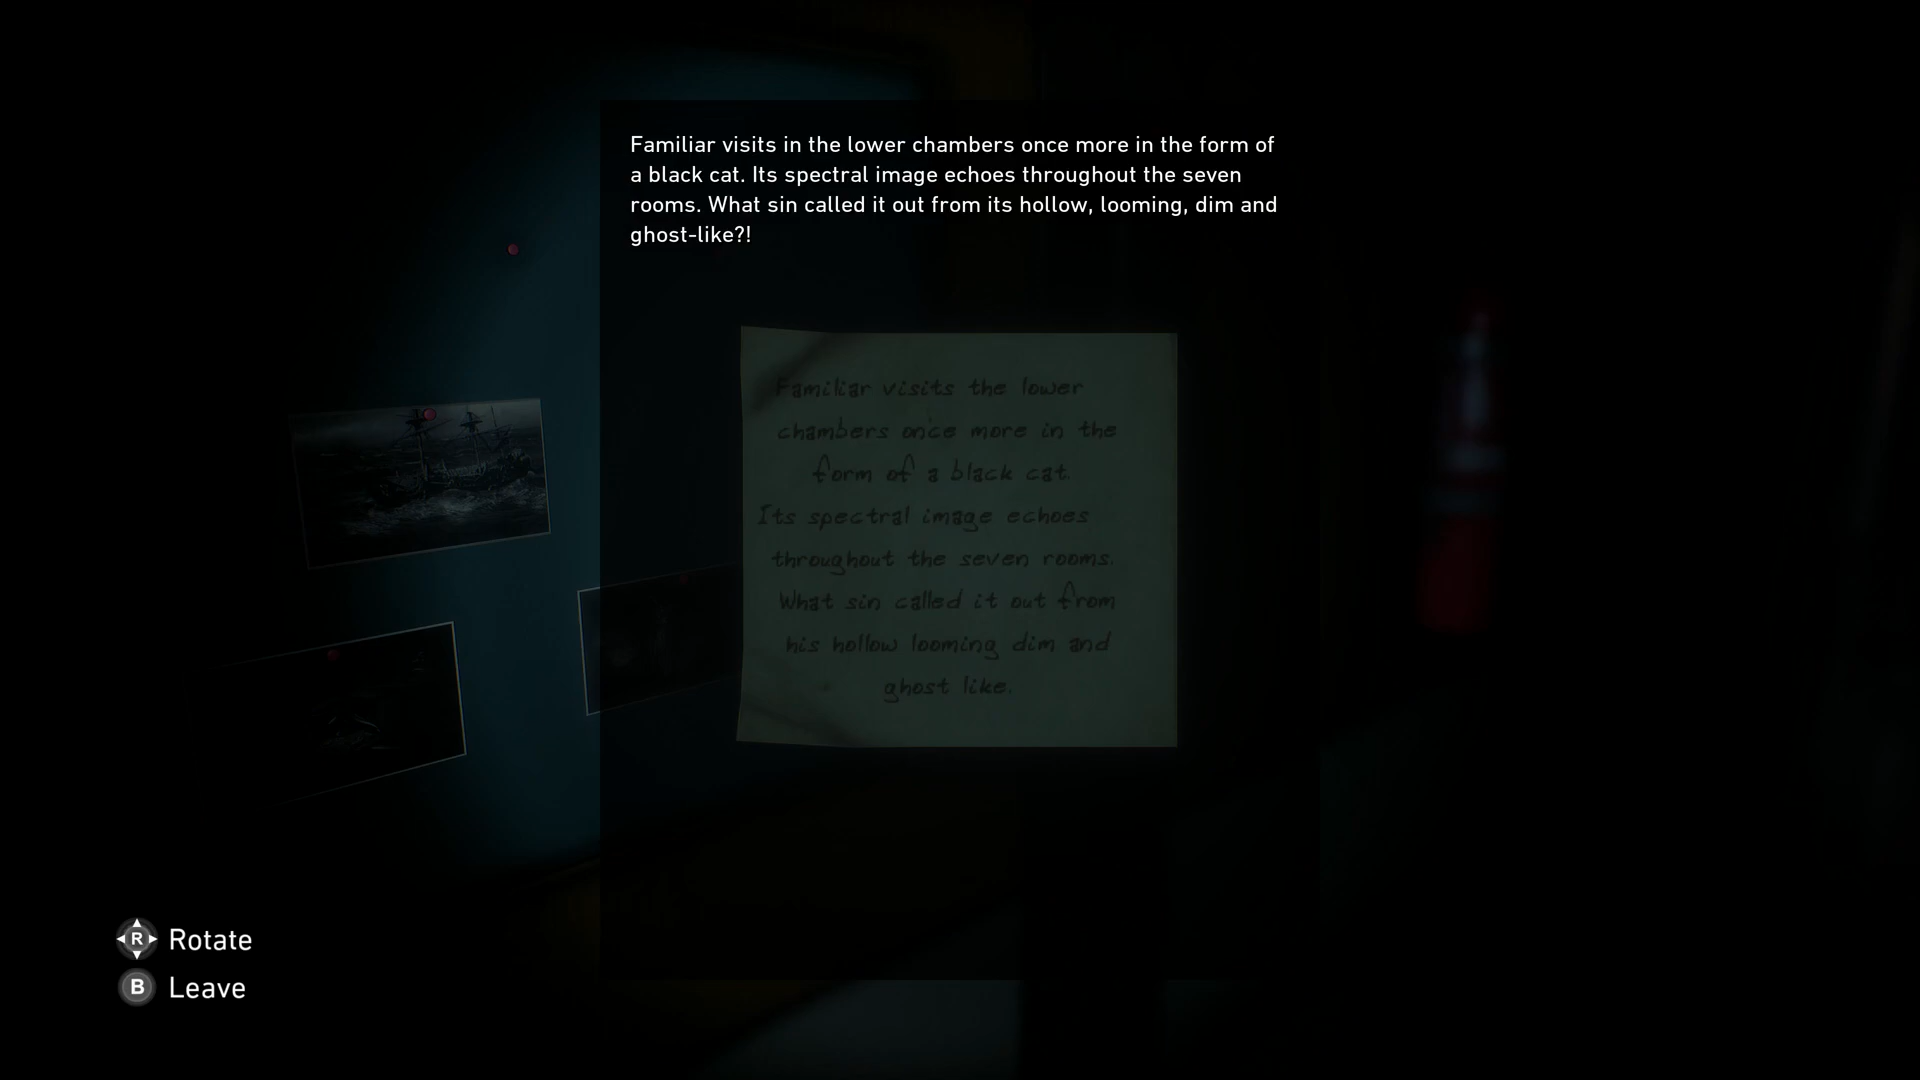 Familiar visits in the lower chambers once more in the form of
a black cat. Its spectral image echoes throughout the seven
rooms. What sin called it out from its hollow, looming, dim and
ghost-like?!
Familiar visits the lower
chambers once more in the
form of a black cat.
Its spectral image echoes
throughout the seven rooms.
What sin called it out from
his hollow looming dim and
ghost like.
R Rotate
B Leave